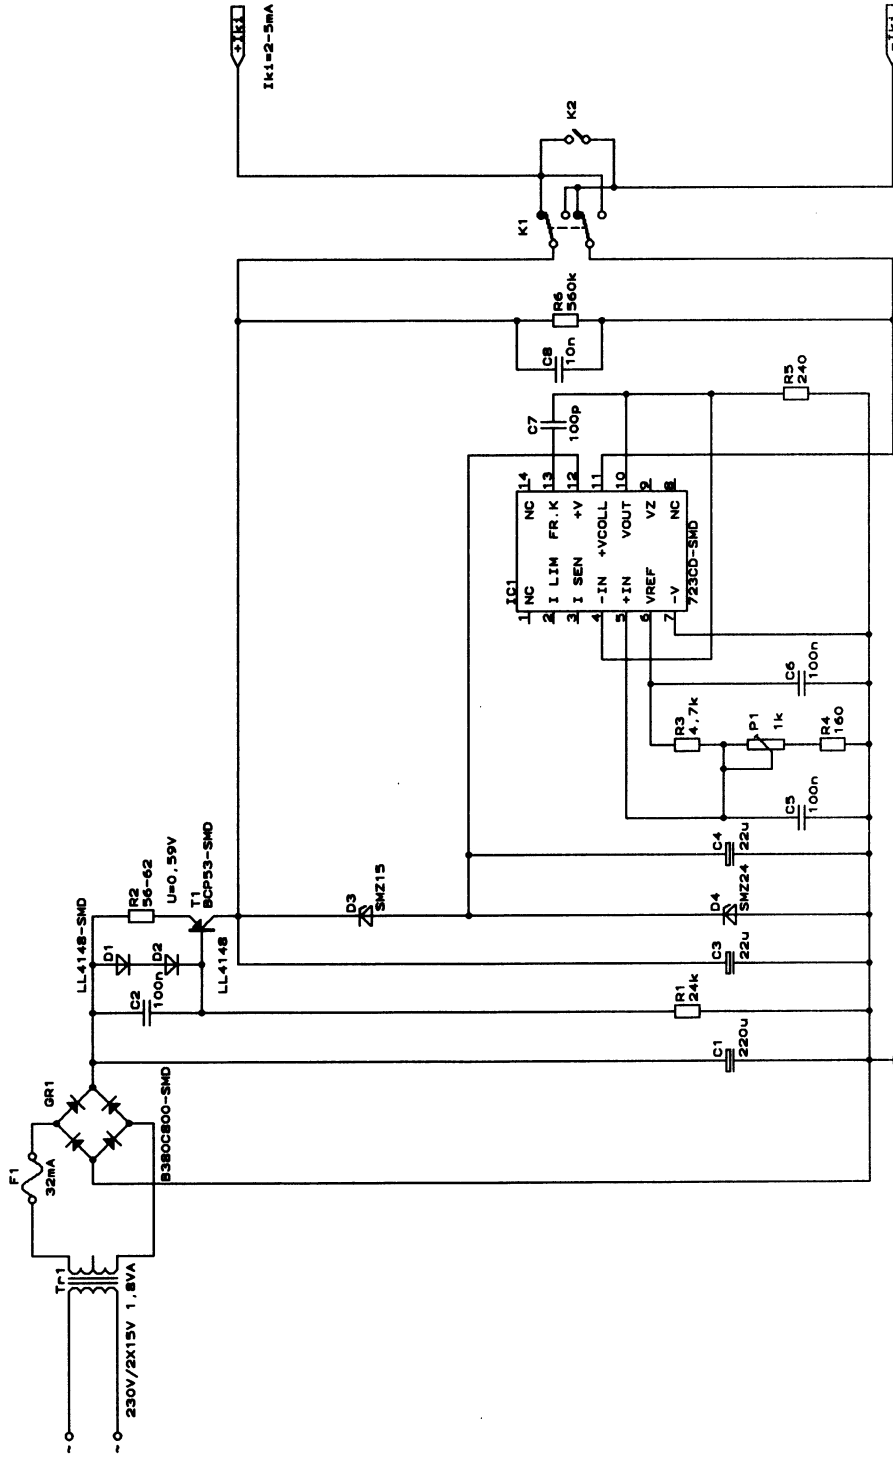 ~
~
Tr1
230V/2X15V 1,8VA
F1
32mA
GR1
B380C800-SMD
LL4148-SMD
C2
100n
D1
D2
LL4148
R2
56-62
U=0,59V
T1
BCP53-SMD
C1
220u
R1
24k
C3
22u
D3
SMZ15
D4
SMZ24
C4
22u
C5
100n
R3
4,7k
P1
1k
R4
160
C6
100n
IC1
1 NC
2 I LIM
3 I SEN
4 -IN
5 +IN
6 VREF
7 -V
NC 14
FR.K 13
+V 12
+VCOLL 11
VOUT 10
VZ 9
NC 8
723CD-SMD
C7
100p
R5
240
C8
10n
R6
560k
K1
K2
+Iki
Iki=2-5mA